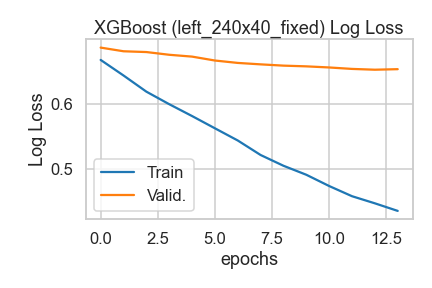 XGBoost (left_240x40_fixed) Log Loss
Log Loss
0.6
0.5
Train
Valid.
0.0 2.5 5.0 7.5 10.0 12.5
epochs